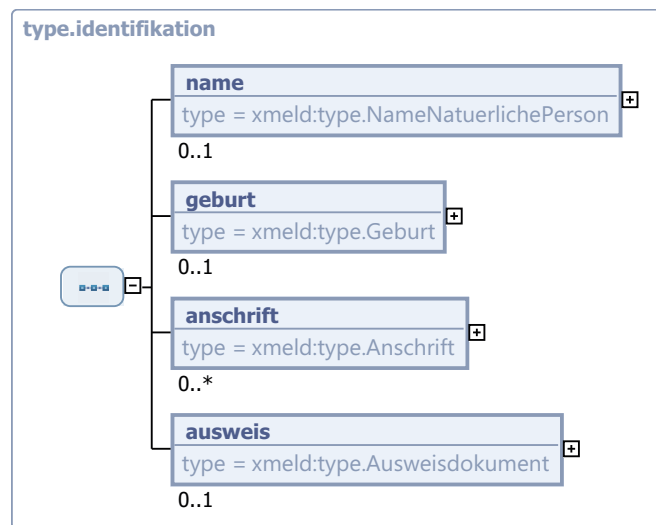 type.identifikation
name
type = xmeld:type.NameNatuerlichePerson
0..1
geburt
type = xmeld:type.Geburt
0..1
anschrift
type = xmeld:type.Anschrift
0..*
ausweis
type = xmeld:type.Ausweisdokument
0..1